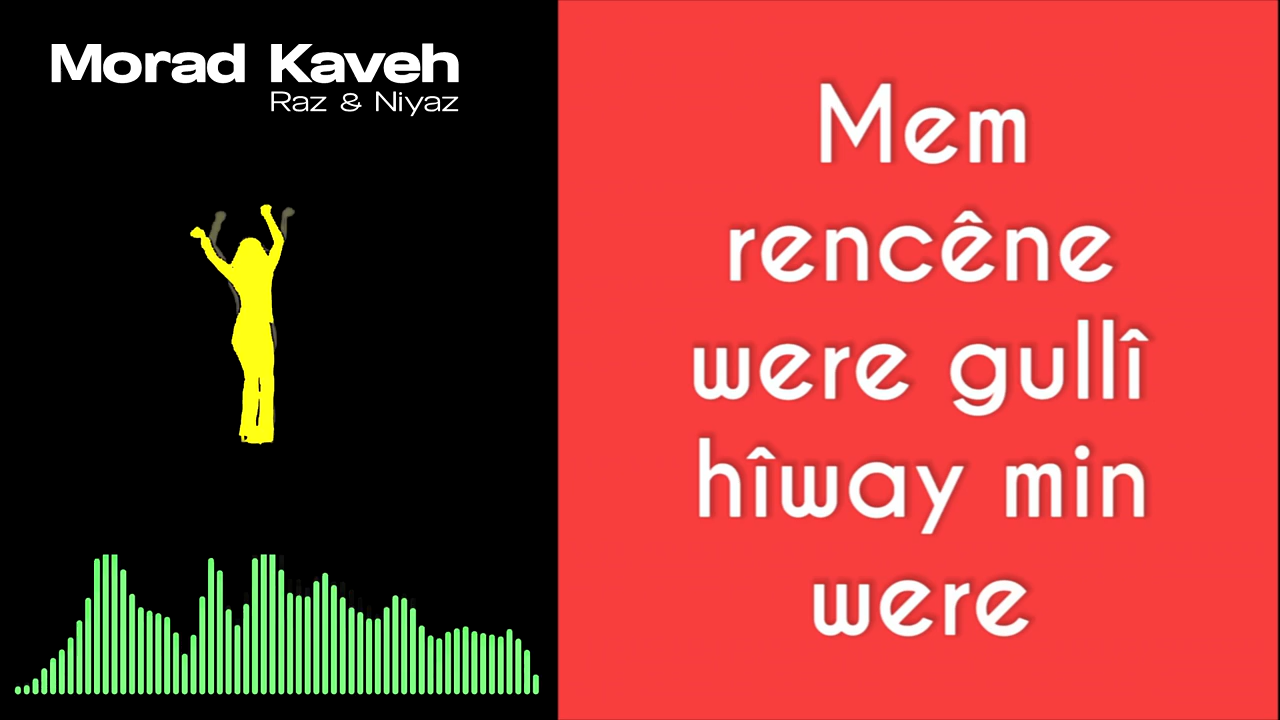 Morad Kaveh
Raz & Niyaz
Mem
rencêne
were gullî
hîway min
were